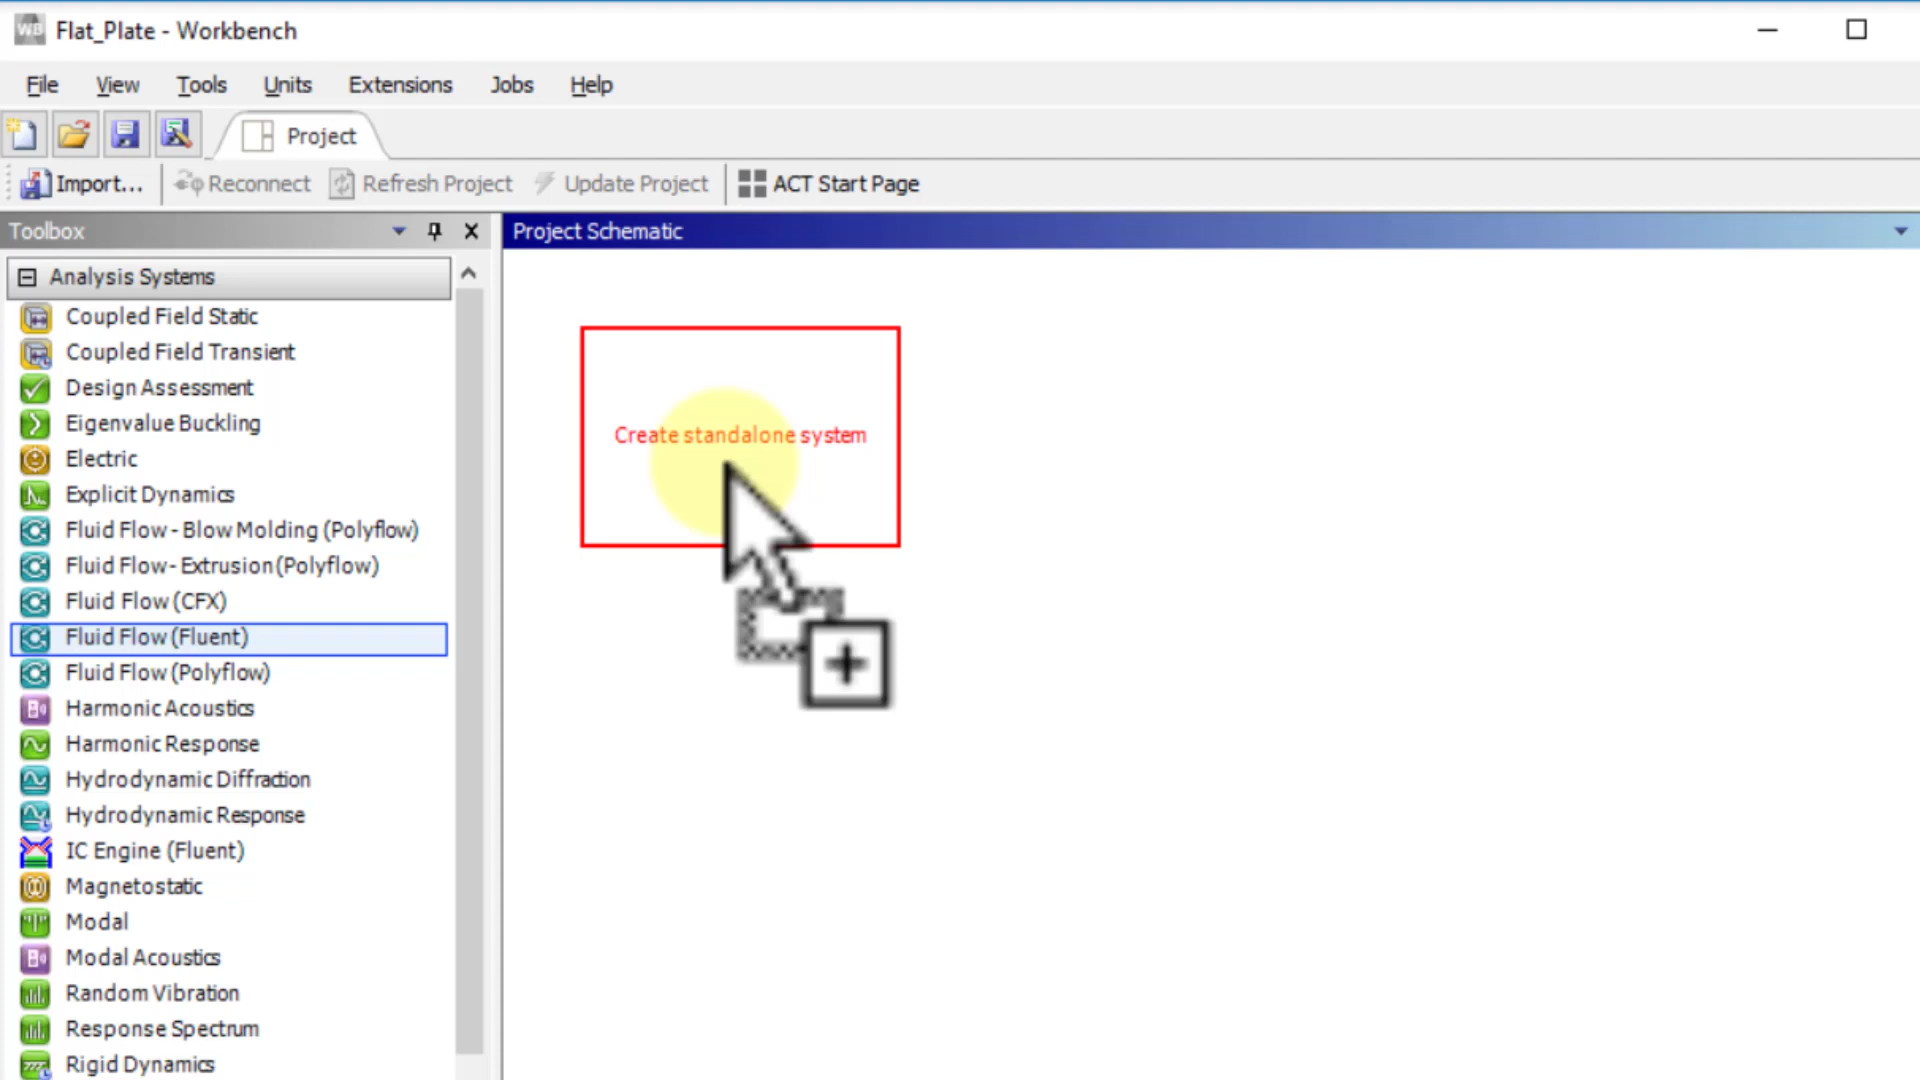 WB Flat_Plate - Workbench
File View Tools Units Extensions Jobs Help
Project
Import... Reconnect Refresh Project Update Project ACT Start Page
Toolbox
Project Schematic
Analysis Systems
Coupled Field Static
Coupled Field Transient
Design Assessment
Eigenvalue Buckling
Electric
Explicit Dynamics
Fluid Flow - Blow Molding (Polyflow)
Fluid Flow - Extrusion (Polyflow)
Fluid Flow (CFX)
Fluid Flow (Fluent)
Fluid Flow (Polyflow)
Harmonic Acoustics
Harmonic Response
Hydrodynamic Diffraction
Hydrodynamic Response
IC Engine (Fluent)
Magnetostatic
Modal
Modal Acoustics
Random Vibration
Response Spectrum
Rigid Dynamics
Create standalone system